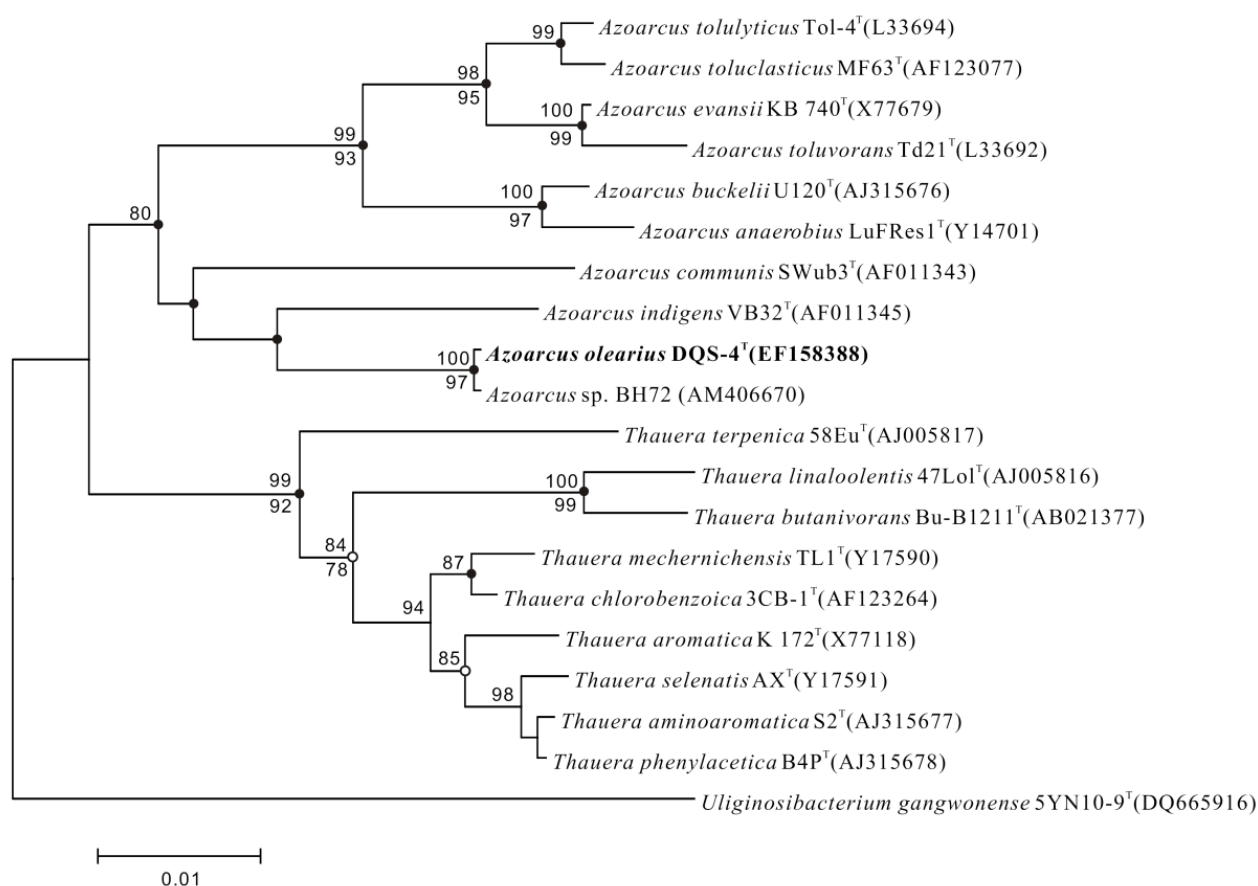 99 Azoarcus tolulyticus Tol-4ᵀ(L33694)
Azoarcus toluclasticus MF63ᵀ(AF123077)
98
95
100 Azoarcus evansii KB 740ᵀ(X77679)
99
Azoarcus toluvorans Td21ᵀ(L33692)
99
93
100 Azoarcus buckelii U120ᵀ(AJ315676)
97
Azoarcus anaerobius LuFRes1ᵀ(Y14701)
80
Azoarcus communis SWub3ᵀ(AF011343)
Azoarcus indigens VB32ᵀ(AF011345)
100 Azoarcus olearius DQS-4ᵀ(EF158388)
97 Azoarcus sp. BH72 (AM406670)
Thauera terpenica 58Euᵀ(AJ005817)
99
92
100 Thauera linaloolentis 47Lolᵀ(AJ005816)
99 Thauera butanivorans Bu-B1211ᵀ(AB021377)
84
78
87 Thauera mechernichensis TL1ᵀ(Y17590)
Thauera chlorobenzoica 3CB-1ᵀ(AF123264)
94
Thauera aromatica K 172ᵀ(X77118)
85
98 Thauera selenatis AXᵀ(Y17591)
Thauera aminoaromatica S2ᵀ(AJ315677)
Thauera phenylacetica B4Pᵀ(AJ315678)
Uliginosibacterium gangwonense 5YN10-9ᵀ(DQ665916)
0.01